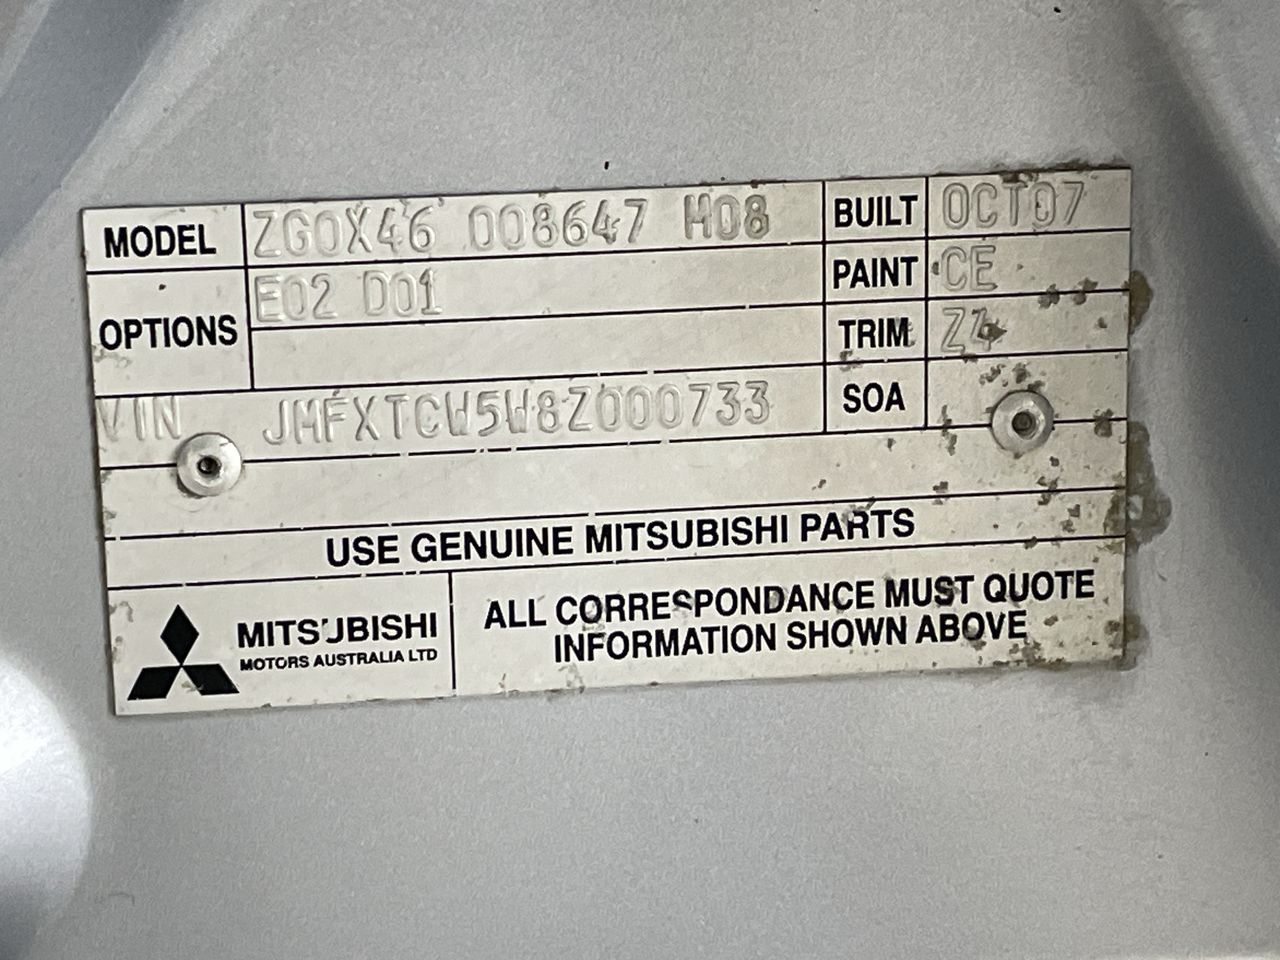 MODEL ZG0X46 008647 H08 BUILT OCT07
OPTIONS E02 D01 PAINT CE
TRIM Z4
VIN JMFXTCW5W8Z000733 SOA
USE GENUINE MITSUBISHI PARTS
MITSUBISHI
MOTORS AUSTRALIA LTD
ALL CORRESPONDANCE MUST QUOTE
INFORMATION SHOWN ABOVE